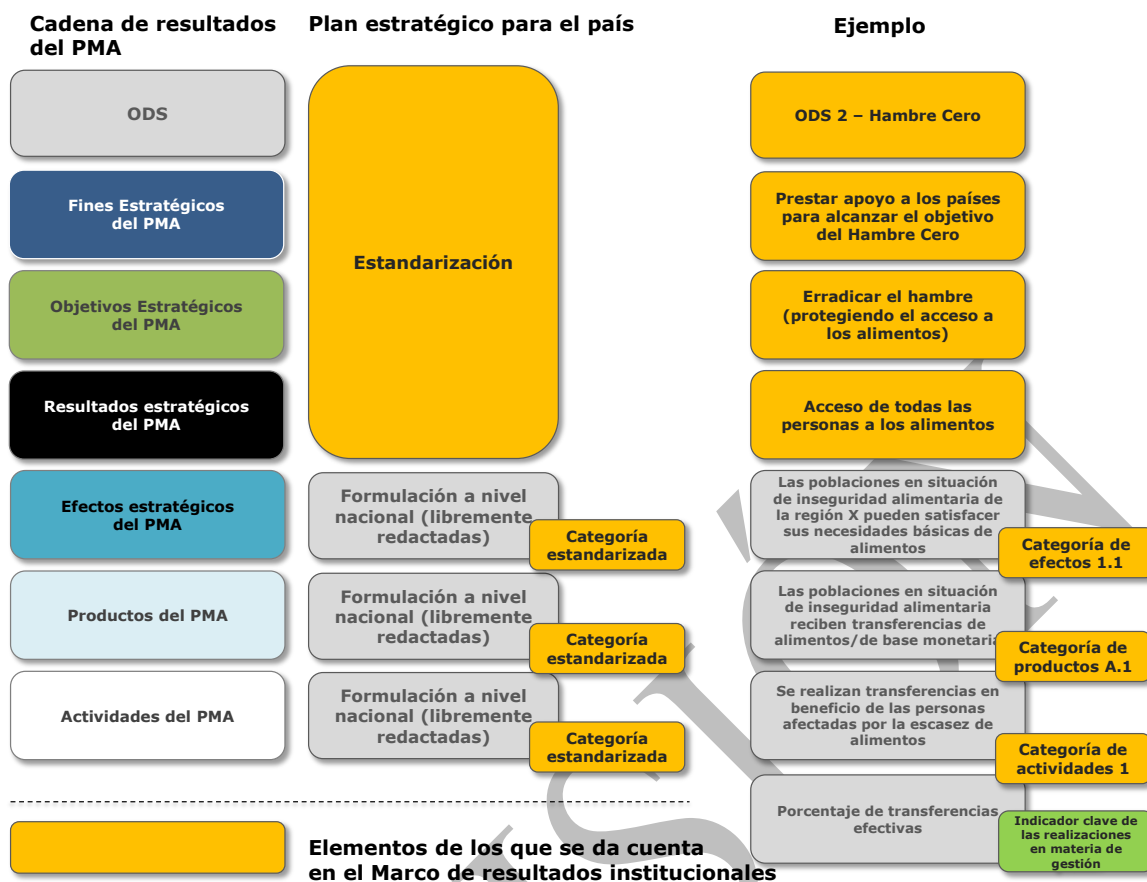 Cadena de resultados
del PMA
Plan estratégico para el país
Ejemplo
ODS
Estandarización
ODS 2 – Hambre Cero
Fines Estratégicos
del PMA
Prestar apoyo a los países
para alcanzar el objetivo
del Hambre Cero
Objetivos Estratégicos
del PMA
Erradicar el hambre
(protegiendo el acceso a
los alimentos)
Resultados estratégicos
del PMA
Acceso de todas las
personas a los alimentos
Efectos estratégicos
del PMA
Formulación a nivel
nacional (libremente
redactadas)
Categoría
estandarizada
Las poblaciones en situación
de inseguridad alimentaria de
la región X pueden satisfacer
sus necesidades básicas de
alimentos
Categoría de
efectos 1.1
Productos del PMA
Formulación a nivel
nacional (libremente
redactadas)
Categoría
estandarizada
Las poblaciones en situación
de inseguridad alimentaria
reciben transferencias de
alimentos/de base monetaria
Categoría de
productos A.1
Actividades del PMA
Formulación a nivel
nacional (libremente
redactadas)
Categoría
estandarizada
Se realizan transferencias en
beneficio de las personas
afectadas por la escasez de
alimentos
Categoría de
actividades 1
Porcentaje de transferencias
efectivas
Indicador clave de
las realizaciones
en materia de
gestión
Elementos de los que se da cuenta
en el Marco de resultados institucionales